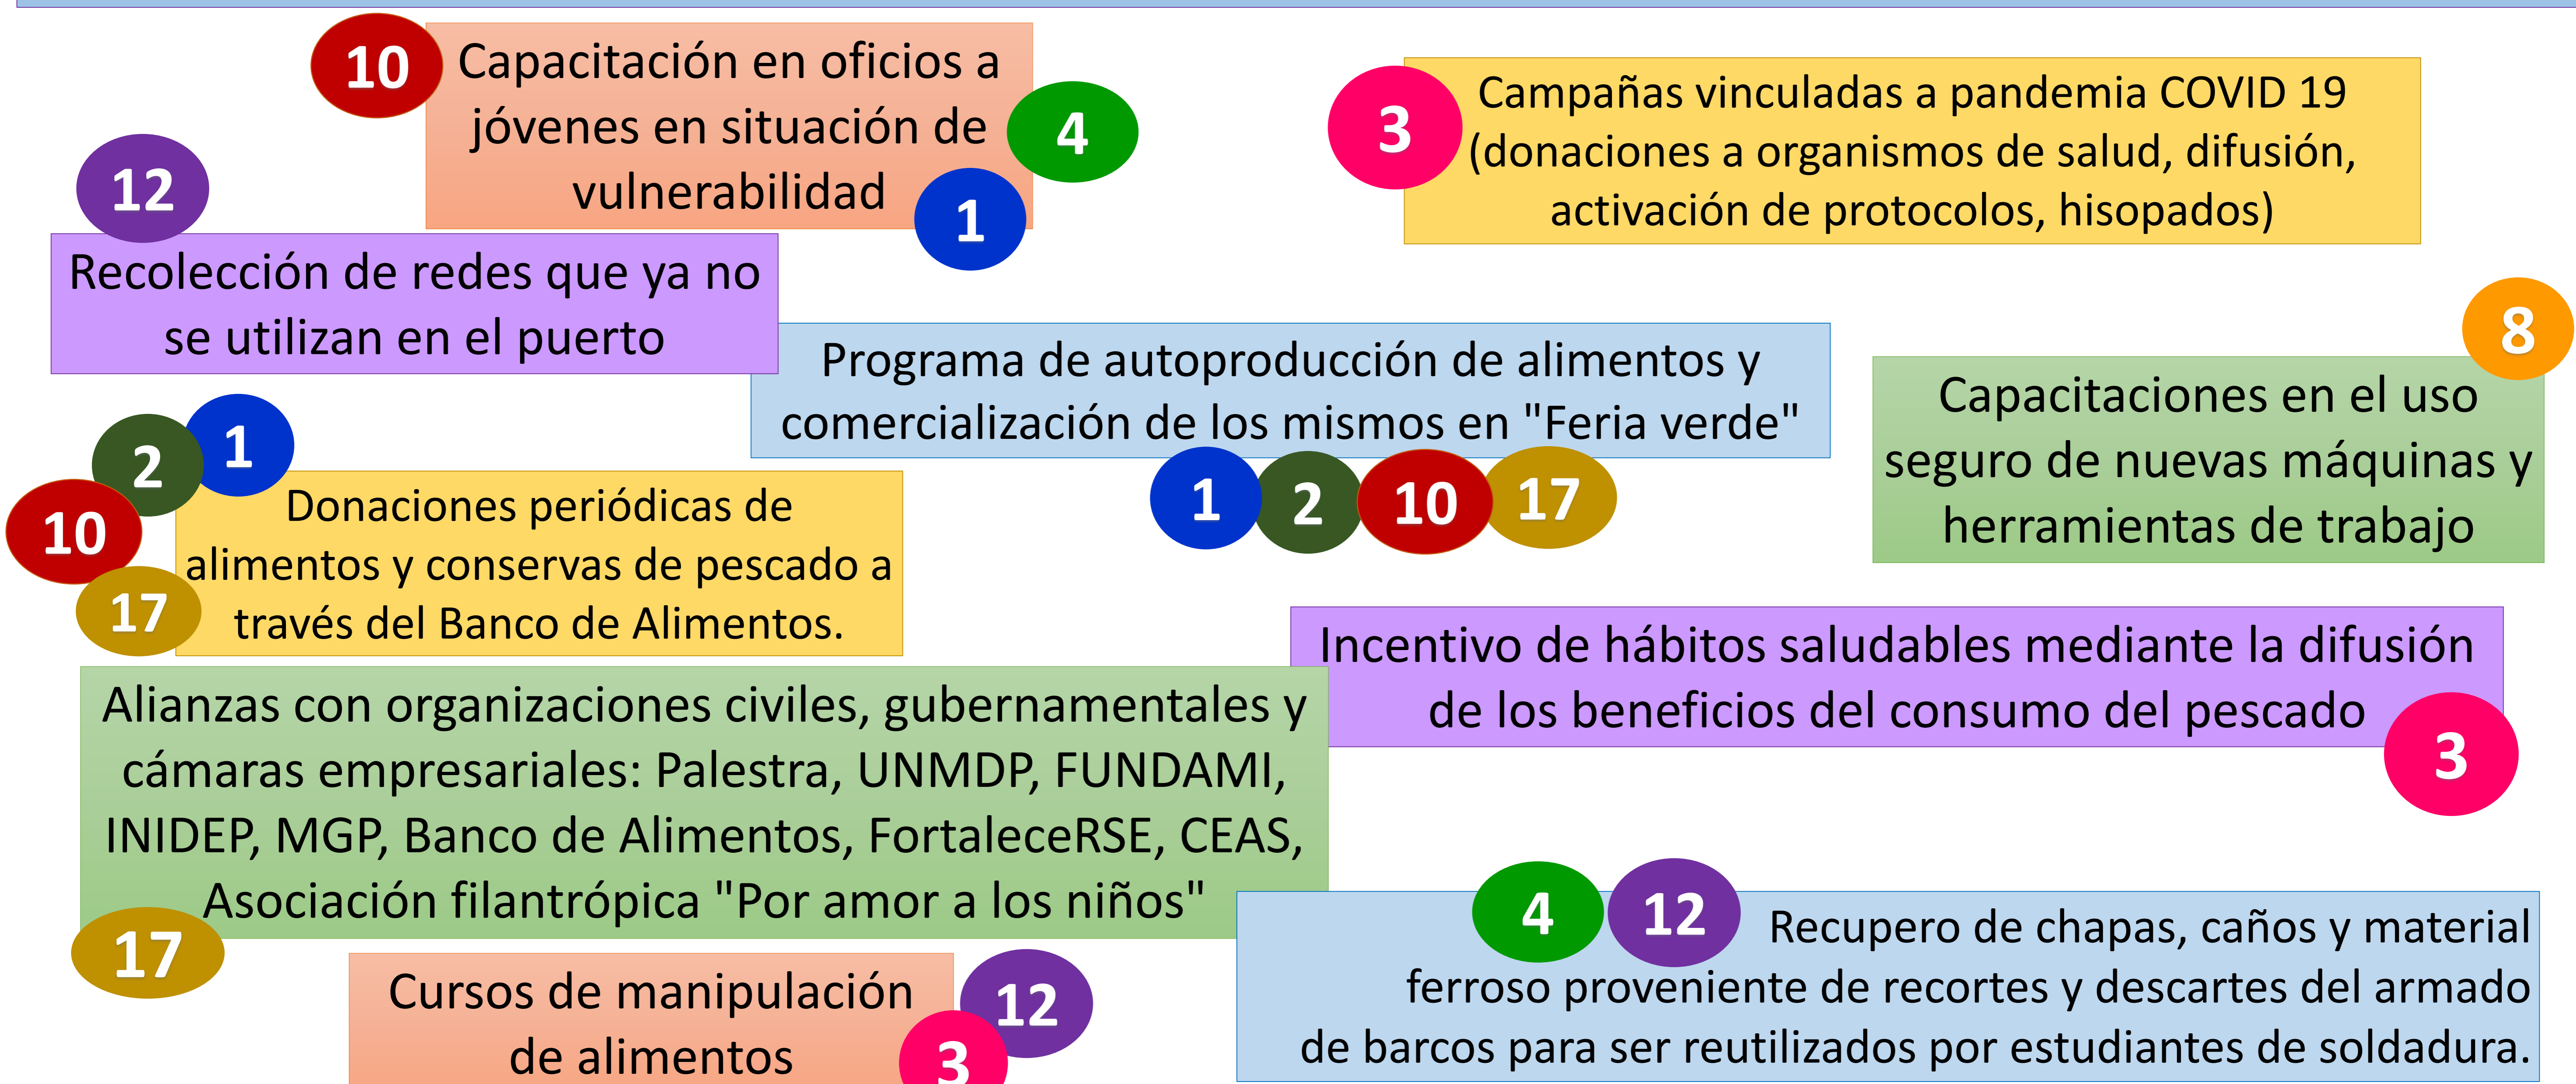 10
Capacitación en oficios a
jóvenes en situación de
vulnerabilidad
4
1
3
Campañas vinculadas a pandemia COVID 19
(donaciones a organismos de salud, difusión,
activación de protocolos, hisopados)
12
Recolección de redes que ya no
se utilizan en el puerto
Programa de autoproducción de alimentos y
comercialización de los mismos en "Feria verde"
1
2
10
17
8
Capacitaciones en el uso
seguro de nuevas máquinas y
herramientas de trabajo
2
1
10
17
Donaciones periódicas de
alimentos y conservas de pescado a
través del Banco de Alimentos.
Incentivo de hábitos saludables mediante la difusión
de los beneficios del consumo del pescado
3
Alianzas con organizaciones civiles, gubernamentales y
cámaras empresariales: Palestra, UNMDP, FUNDAMI,
INIDEP, MGP, Banco de Alimentos, FortaleceRSE, CEAS,
Asociación filantrópica "Por amor a los niños"
17
4
12
Recupero de chapas, caños y material
ferroso proveniente de recortes y descartes del armado
de barcos para ser reutilizados por estudiantes de soldadura.
Cursos de manipulación
de alimentos
12
3